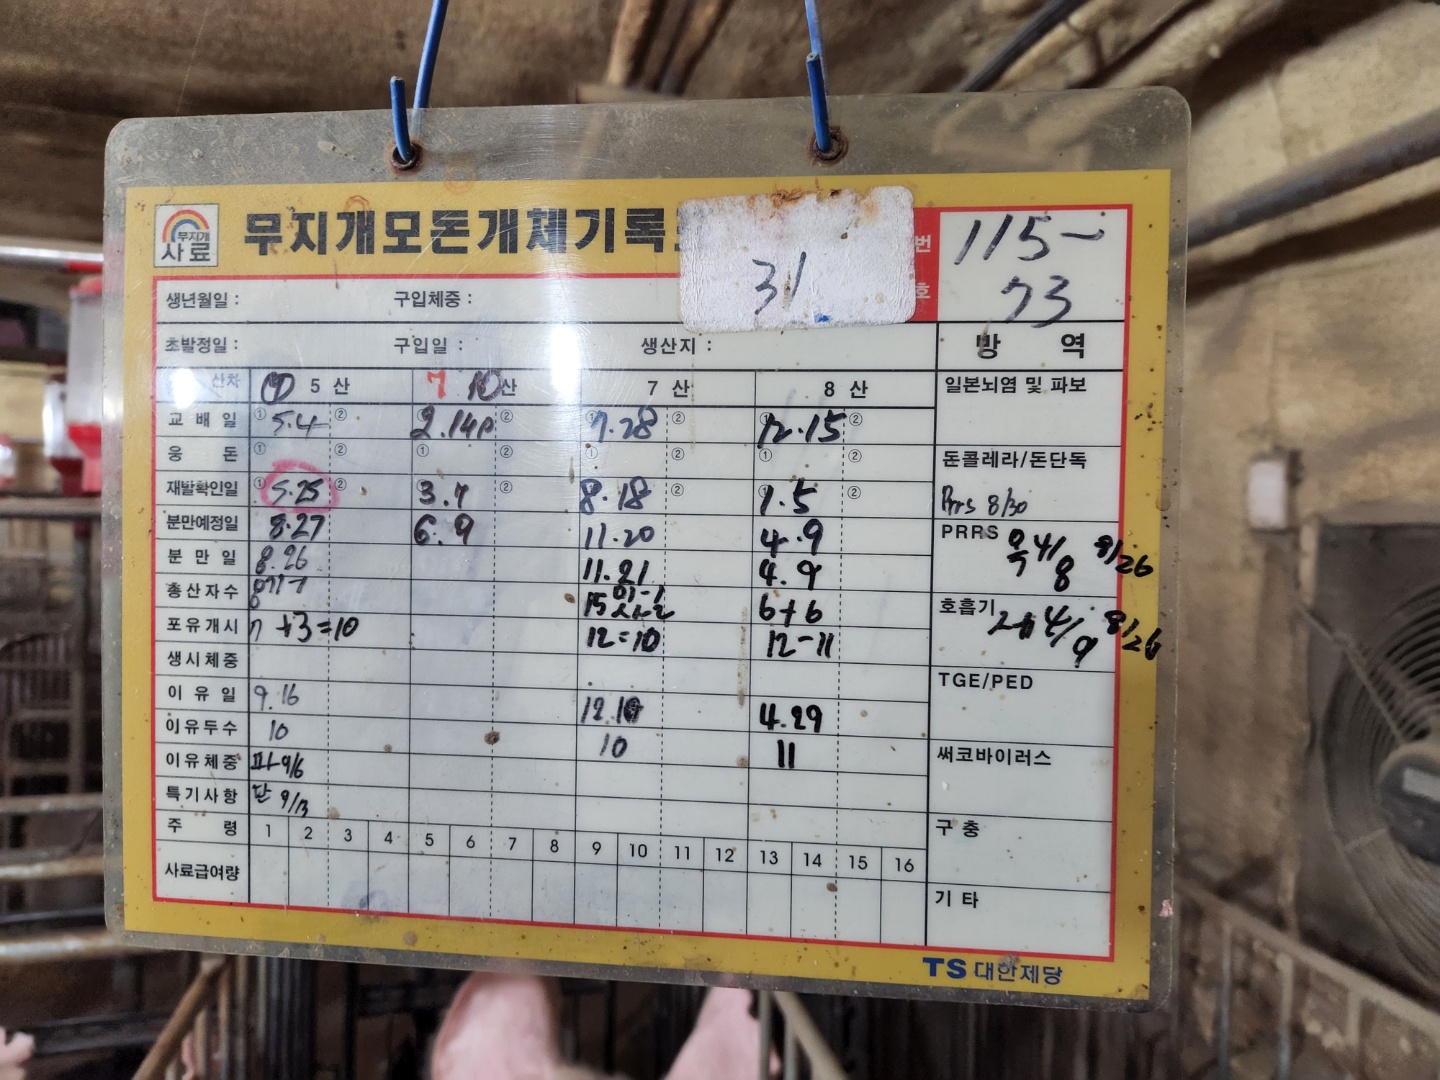 무지개
사료
무지개모돈개체기록
31
번
호
115-
73
생년월일 : 구입체중 :
초발정일 : 구입일 : 생산지 :
방 역
산차 5 산 7 10산 7 산 8 산
일본뇌염 및 파보
교배일 ① 5.4 ② 2.14P ② ① 7.28 ② ① 12.15 ②
웅 돈 ① ② ① ② ① ② ① ②
돈콜레라/돈단독
재발확인일 ① 5.25 ② 3.7 ② 8.18 ② ① 1.5 ②
Prrs 8/30
분만예정일 8.27 6.9 11.20 4.9
PRRS 4/8 8/26
분만일 8.26 11.21 4.9
총산자수 15 6+6
호흡기 4/9 8/26
포유개시 7+3=10 12=10 12-11
생시체중
TGE/PED
이유일 9.16 12.10 4.29
이유두수 10 10 11
써코바이러스
이유체중 9/6
특기사항 단 9/13
구충
주 령 1 2 3 4 5 6 7 8 9 10 11 12 13 14 15 16
사료급여량
기타
TS 대한제당